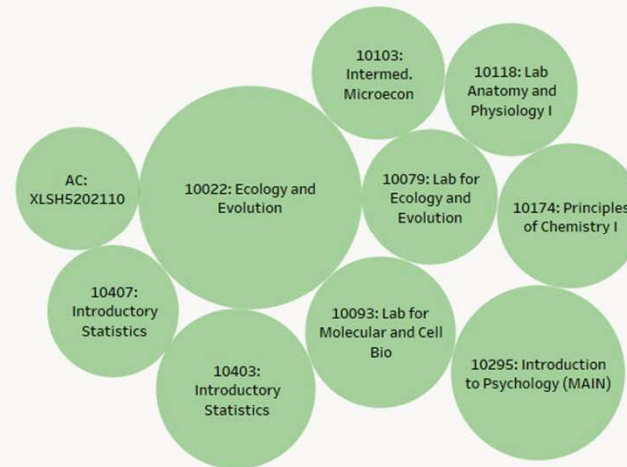 10103:
Intermed.
Microecon
10118: Lab
Anatomy and
Physiology I
AC:
XLSH5202110
10022: Ecology and
Evolution
10079: Lab for
Ecology and
Evolution
10174: Principles
of Chemistry I
10407:
Introductory
Statistics
10093: Lab for
Molecular and Cell
Bio
10403:
Introductory
Statistics
10295: Introduction
to Psychology (MAIN)